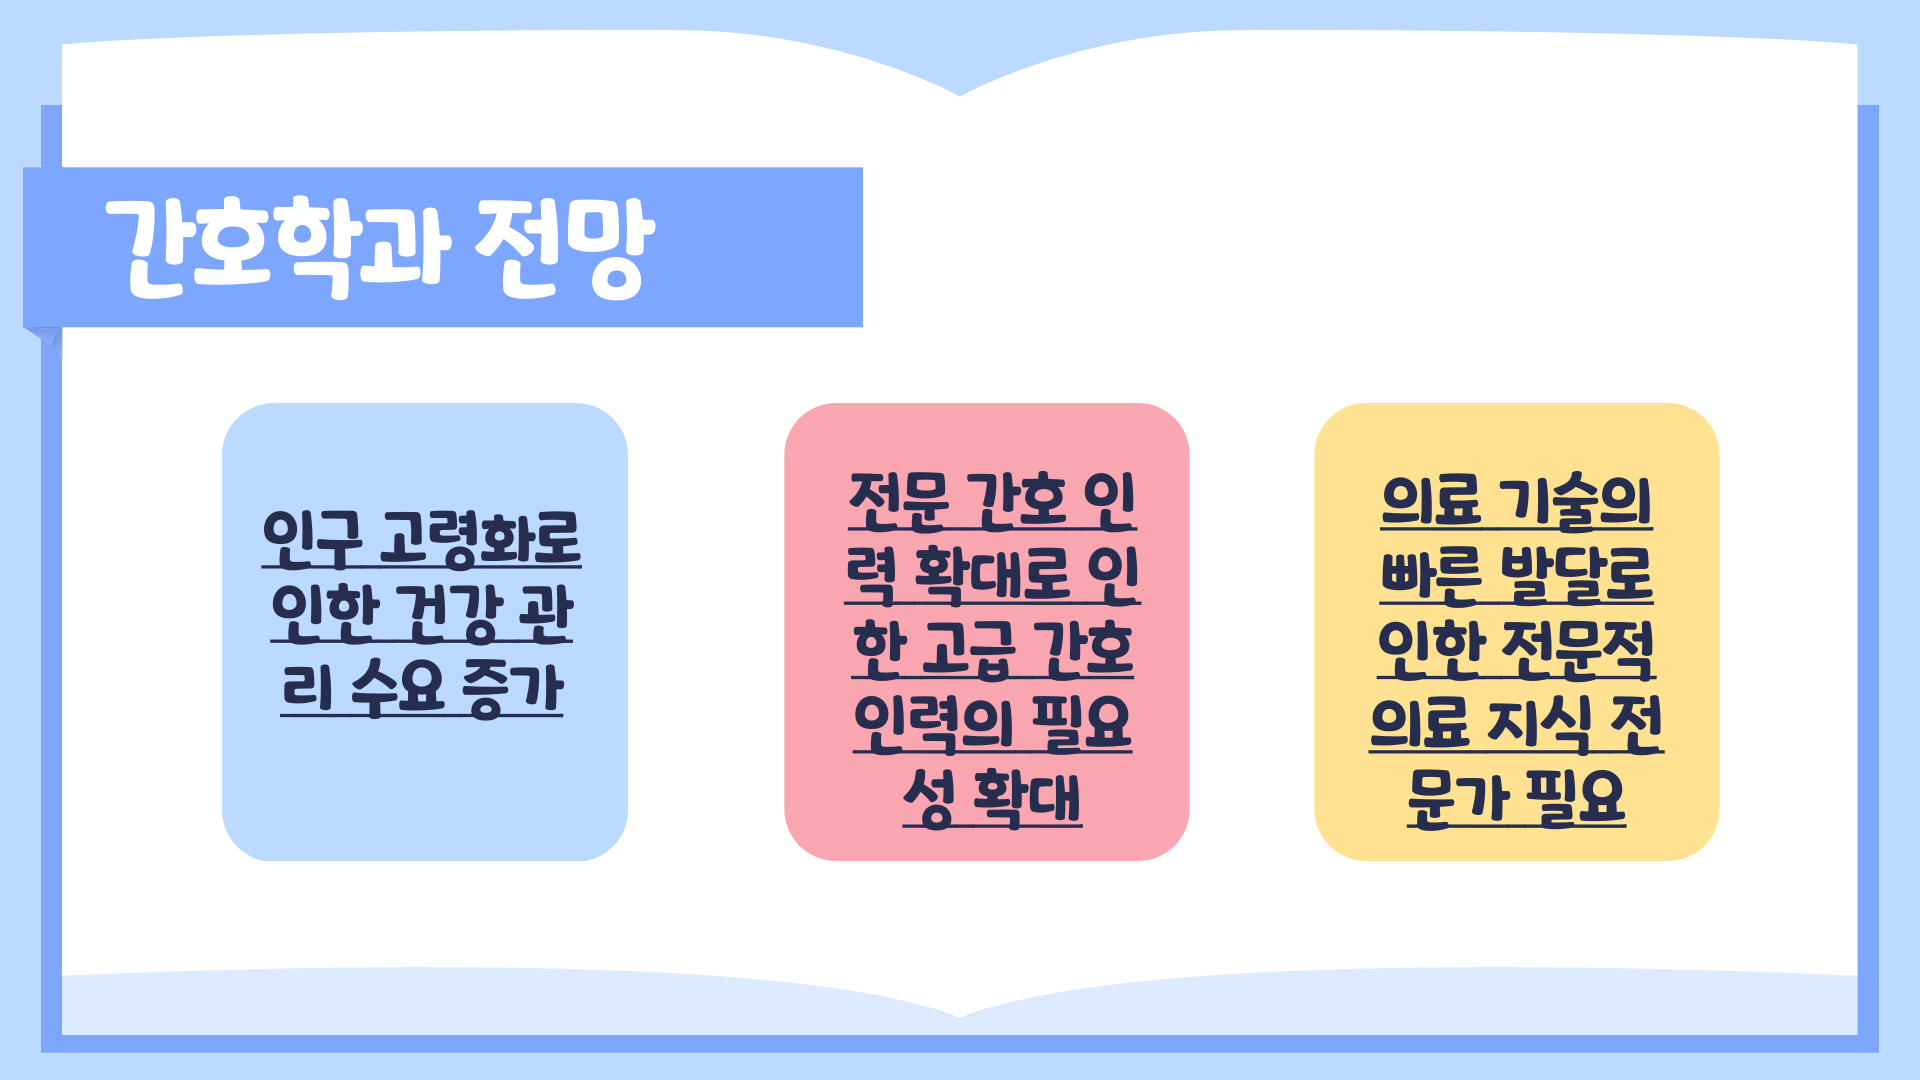 간호학과 전망
인구 고령화로
인한 건강 관
리 수요 증가
전문 간호 인
력 확대로 인
한 고급 간호
인력의 필요
성 확대
의료 기술의
빠른 발달로
인한 전문적
의료 지식 전
문가 필요